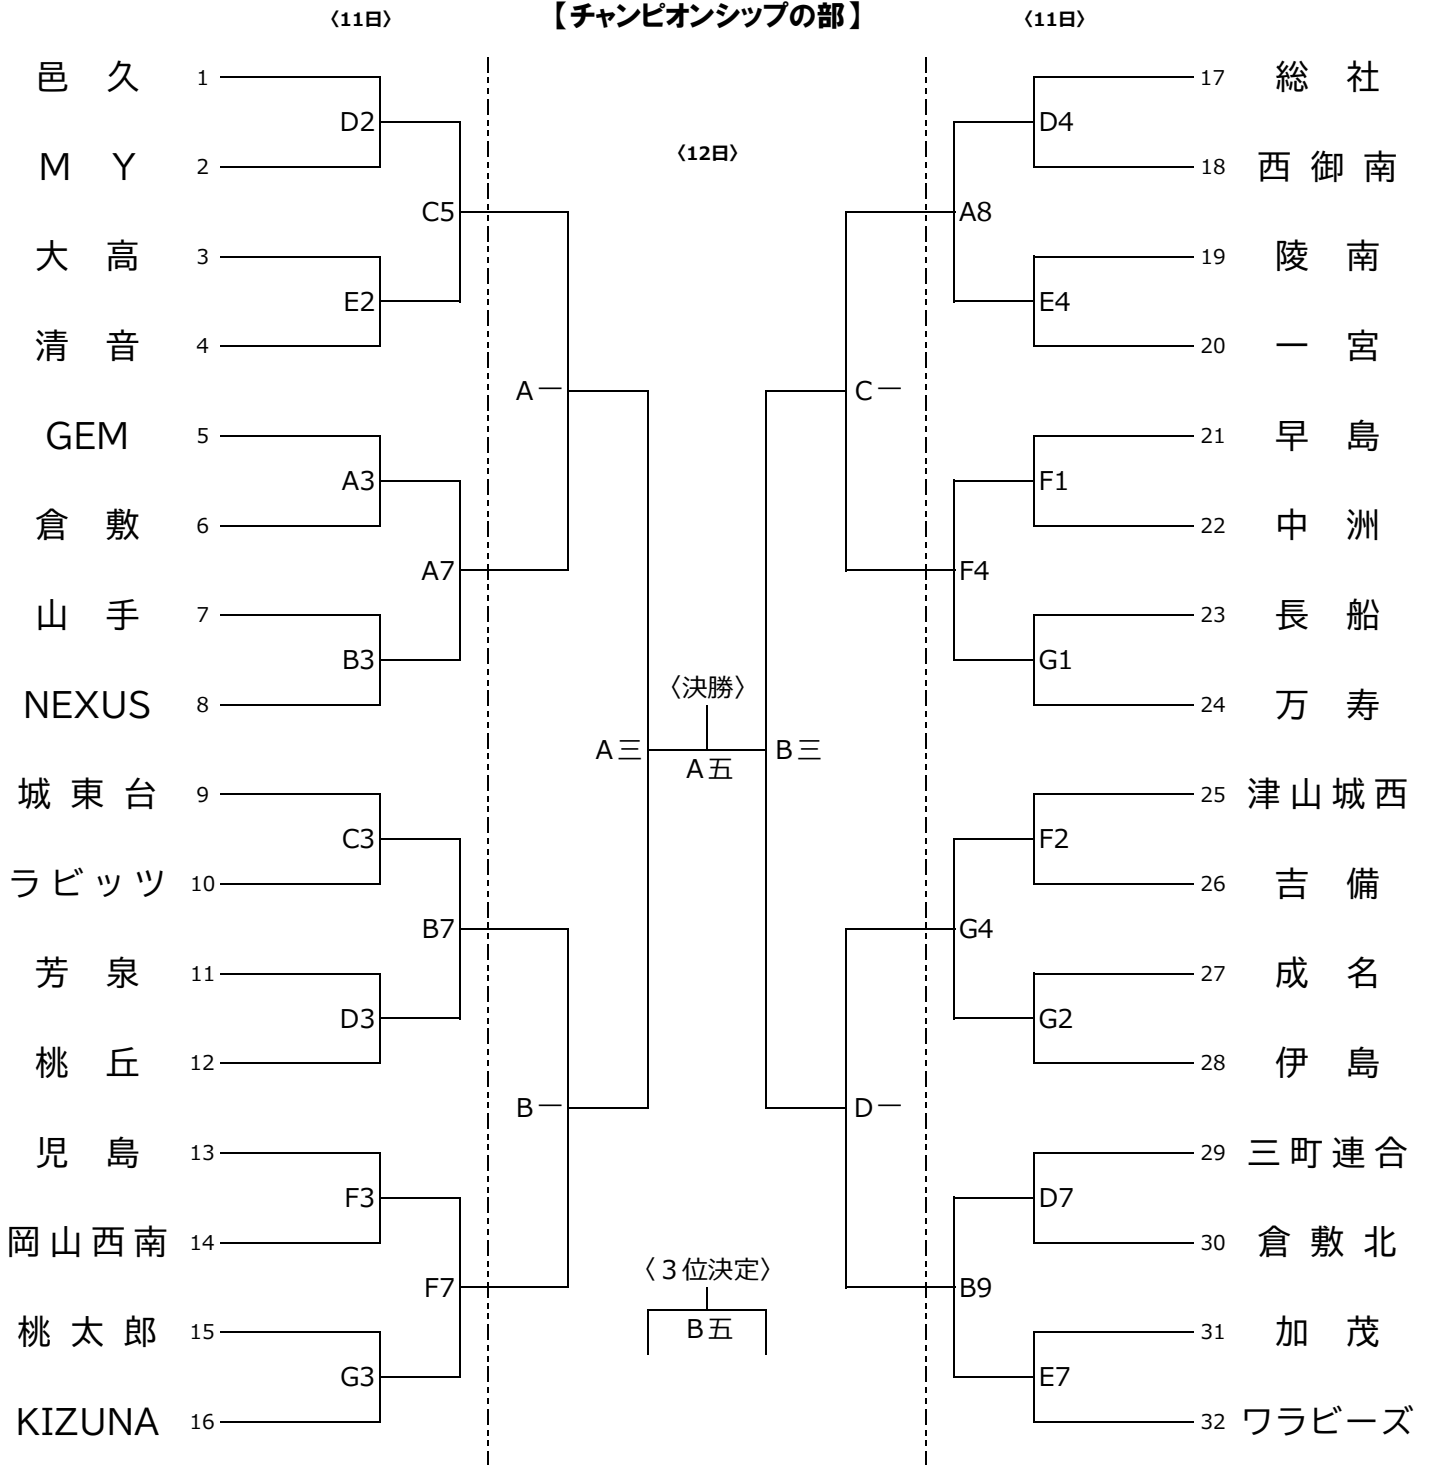 〈11日〉 【チャンピオンシップの部】 〈11日〉
邑久 1 17 総社
D2 D4
〈12日〉
MY 2 18 西御南
C5 A8
大高 3 19 陵南
E2 E4
清音 4 20 一宮
A一 C一
GEM 5 21 早島
A3 F1
倉敷 6 22 中洲
A7 F4
山手 7 23 長船
B3 G1
〈決勝〉
NEXUS 8 24 万寿
A三 B三
A五
城東台 9 25 津山城西
C3 F2
ラビッツ 10 26 吉備
B7 G4
芳泉 11 27 成名
D3 G2
桃丘 12 28 伊島
B一 D一
児島 13 29 三町連合
F3 D7
岡山西南 14 30 倉敷北
〈3位決定〉
F7 B9
桃太郎 15 B五 31 加茂
G3 E7
KIZUNA 16 32 ワラビーズ